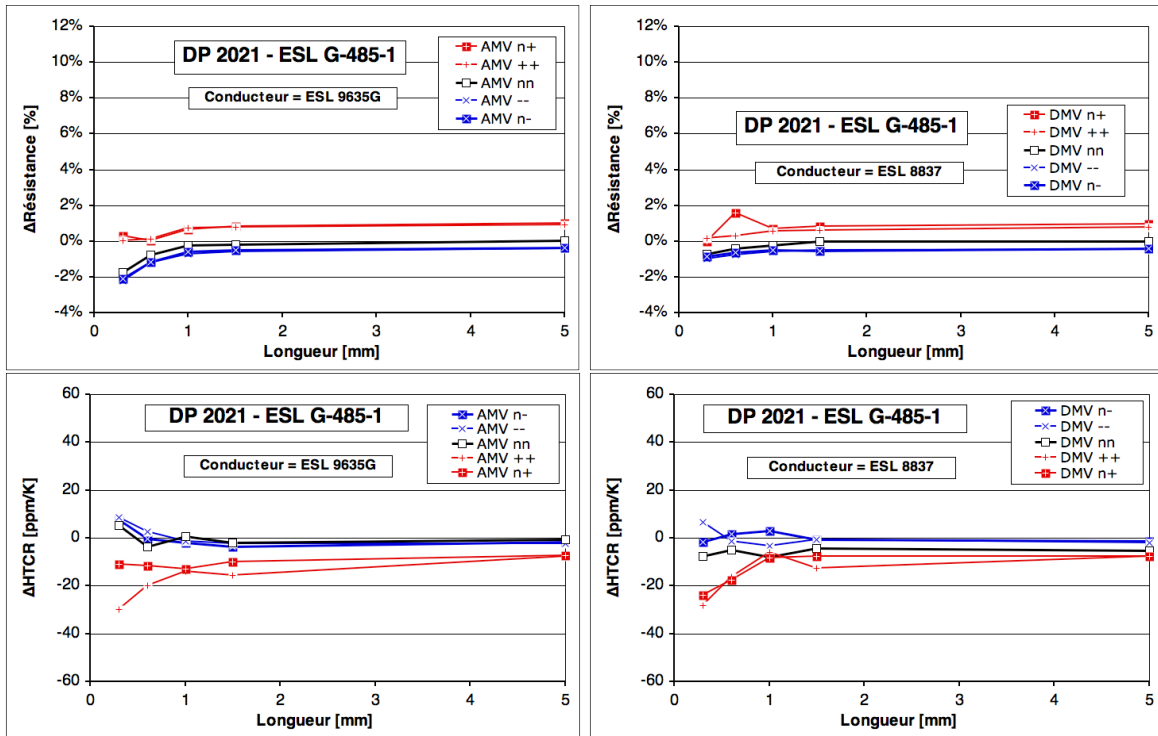 12%
10%
8%
6%
4%
2%
0%
-2%
-4%
ΔRésistance [%]
DP 2021 - ESL G-485-1
Conducteur = ESL 9635G
AMV n+
AMV ++
AMV nn
AMV --
AMV n-
0 1 2 3 4 5
Longueur [mm]
12%
10%
8%
6%
4%
2%
0%
-2%
-4%
ΔRésistance [%]
DP 2021 - ESL G-485-1
Conducteur = ESL 8837
DMV n+
DMV ++
DMV nn
DMV --
DMV n-
0 1 2 3 4 5
Longueur [mm]
60
40
20
0
-20
-40
-60
ΔHTCR [ppm/K]
DP 2021 - ESL G-485-1
Conducteur = ESL 9635G
AMV n-
AMV --
AMV nn
AMV ++
AMV n+
0 1 2 3 4 5
Longueur [mm]
60
40
20
0
-20
-40
-60
ΔHTCR [ppm/K]
DP 2021 - ESL G-485-1
Conducteur = ESL 8837
DMV n-
DMV --
DMV nn
DMV ++
DMV n+
0 1 2 3 4 5
Longueur [mm]